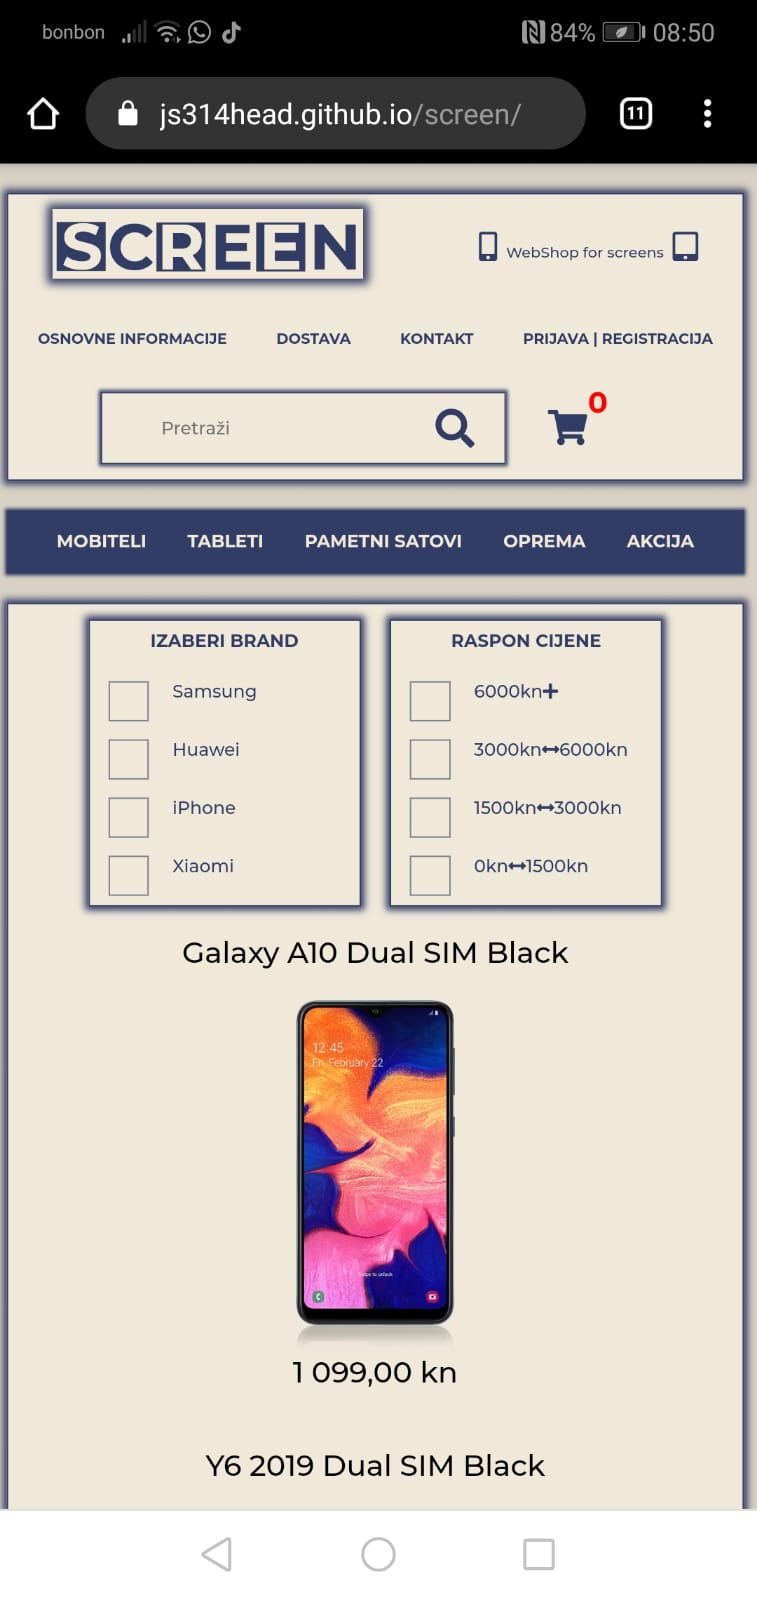 bonbon 84% 08:50
js314head.github.io/screen/ 11
SCREEN
WebShop for screens
OSNOVNE INFORMACIJE DOSTAVA KONTAKT PRIJAVA | REGISTRACIJA
Pretraži 0
MOBITELI TABLETI PAMETNI SATOVI OPREMA AKCIJA
IZABERI BRAND
Samsung
Huawei
iPhone
Xiaomi
RASPON CIJENE
6000kn+
3000kn↔6000kn
1500kn↔3000kn
0kn↔1500kn
Galaxy A10 Dual SIM Black
12 45
Fri, February 22
Swipe to unlock
1 099,00 kn
Y6 2019 Dual SIM Black